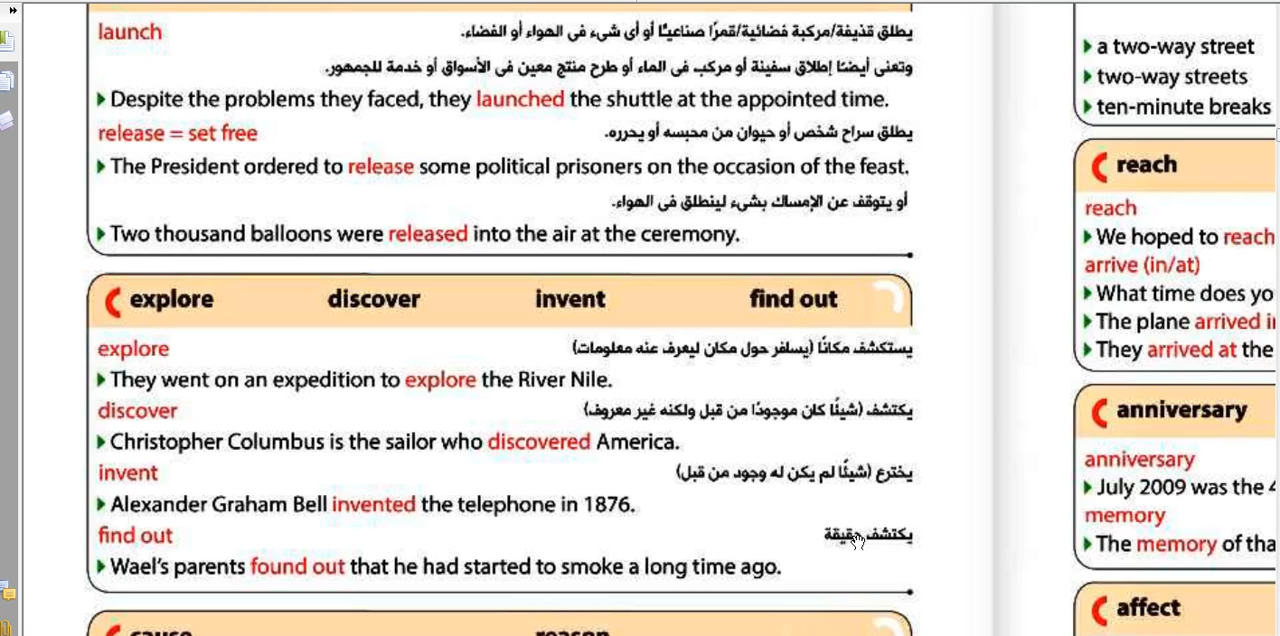 launch يطلق قذيفة/مركبة فضائية/قمرًا صناعيًا أو أى شىء فى الهواء أو الفضاء.
وتعنى أيضًا إطلاق سفينة أو مركب فى الماء أو طرح منتج معين فى الأسواق أو خدمة للجمهور.
Despite the problems they faced, they launched the shuttle at the appointed time.
release = set free يطلق سراح شخص أو حيوان من محبسه أو يحرره.
The President ordered to release some political prisoners on the occasion of the feast.
أو يتوقف عن الإمساك بشىء لينطلق فى الهواء.
Two thousand balloons were released into the air at the ceremony.
explore discover invent find out
explore يستكشف مكانًا (يسافر حول مكان ليعرف عنه معلومات)
They went on an expedition to explore the River Nile.
discover يكتشف (شيئًا كان موجودًا من قبل ولكنه غير معروف)
Christopher Columbus is the sailor who discovered America.
invent يخترع (شيئًا لم يكن له وجود من قبل)
Alexander Graham Bell invented the telephone in 1876.
find out يكتشف حقيقة
Wael's parents found out that he had started to smoke a long time ago.
cause reason
a two-way street
two-way streets
ten-minute breaks
reach
reach
We hoped to reach
arrive (in/at)
What time does yo
The plane arrived in
They arrived at the
anniversary
anniversary
July 2009 was the 4
memory
The memory of tha
affect